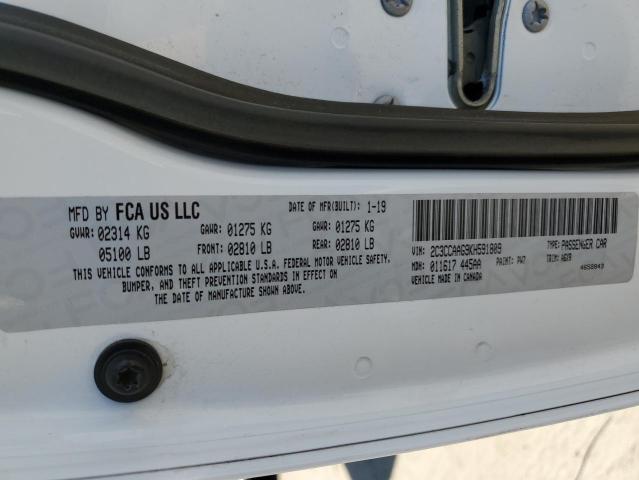 MFD BY FCA US LLC
DATE OF MFR(BUILT): 1-19
GVWR: 02314 KG
GAWR: 01275 KG
GAWR: 01275 KG
05100 LB
FRONT: 02810 LB
REAR: 02810 LB
THIS VEHICLE CONFORMS TO ALL APPLICABLE U.S.A. FEDERAL MOTOR VEHICLE SAFETY,
BUMPER, AND THEFT PREVENTION STANDARDS IN EFFECT ON
THE DATE OF MANUFACTURE SHOWN ABOVE.
VIN: 2C3CCAAG9KH591809
TYPE: PASSENGER CAR
MDH: 011617 445AA
PAINT: PW7
TRIM: A6X9
VEHICLE MADE IN CANADA
4658849